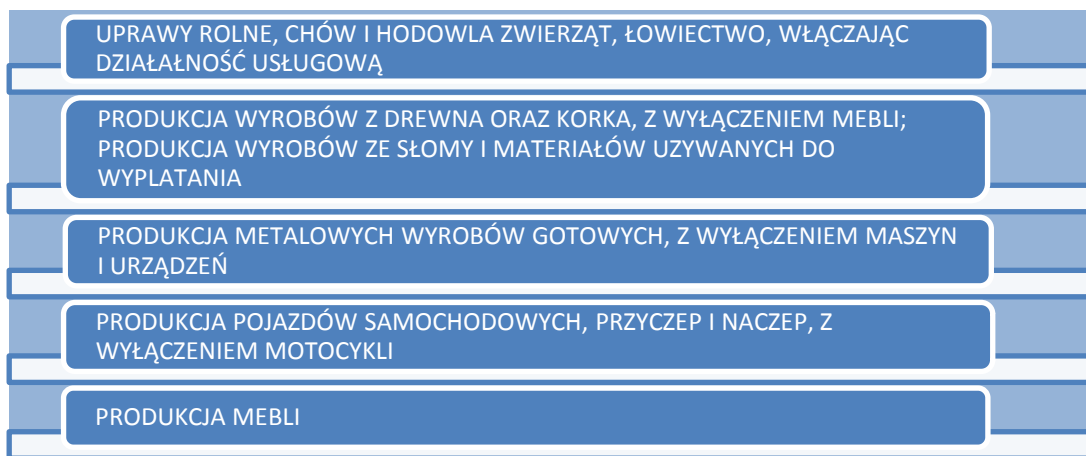 UPRAWY ROLNE, CHÓW I HODOWLA ZWIERZĄT, ŁOWIECTWO, WŁĄCZAJĄC
DZIAŁAŁNOŚĆ USŁUGOWĄ
PRODUKCJA WYROBÓW Z DREWNA ORAZ KORKA, Z WYŁĄCZENIEM MEBLI;
PRODUKCJA WYROBÓW ZE SŁOMY I MATERIAŁÓW UZYWANYCH DO
WYPLATANIA
PRODUKCJA METALOWYCH WYROBÓW GOTOWYCH, Z WYŁĄCZENIEM MASZYN
I URZĄDZEŃ
PRODUKCJA POJAZDÓW SAMOCHODOWYCH, PRZYCZEP I NACZEP, Z
WYŁĄCZENIEM MOTOCYKLI
PRODUKCJA MEBLI